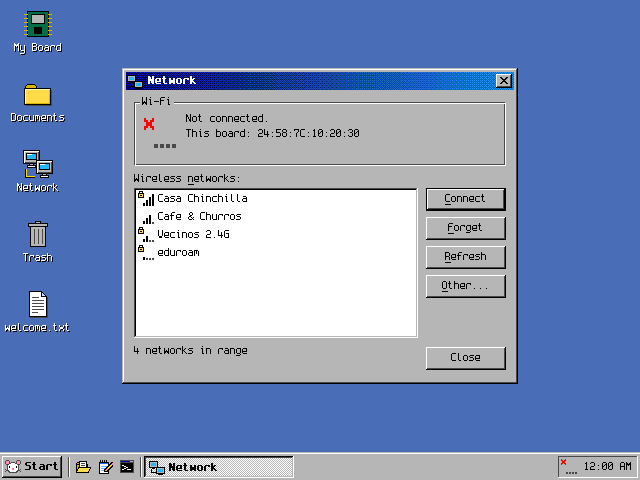 My Board
Documents
Network
Trash
welcome.txt
Network
Wi-Fi
Not connected.
This board: 24:58:7C:10:20:30
Wireless networks:
Casa Chinchilla
Cafe & Churros
Vecinos 2.4G
eduroam
Connect
Forget
Refresh
Other...
4 networks in range
Close
Start
Network
12:00 AM